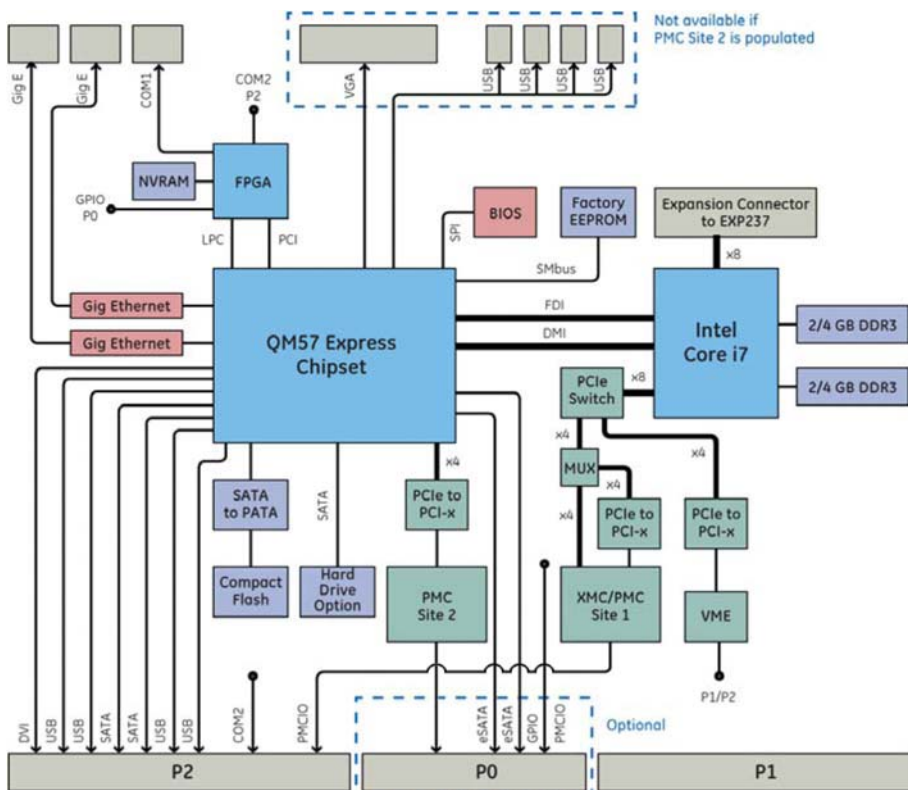 Not available if
PMC Site 2 is populated
Gig E
Gig E
COM1
COM2
P2
VGA
USB
USB
USB
USB
NVRAM
FPGA
GPIO
P0
BIOS
Factory
EEPROM
Expansion Connector
to EXP237
LPC
PCI
SPI
SMbus
x8
Gig Ethernet
Gig Ethernet
QM57 Express
Chipset
FDI
DMI
Intel
Core i7
2/4 GB DDR3
2/4 GB DDR3
PCIe
Switch
x8
x4
x4
MUX
x4
x4
x4
SATA
to PATA
SATA
PCIe to
PCI-x
PCIe to
PCI-x
PCIe to
PCI-x
Compact
Flash
Hard
Drive
Option
PMC
Site 2
XMC/PMC
Site 1
VME
P1/P2
DVI
USB
USB
SATA
SATA
USB
USB
COM2
PMCIO
eSATA
eSATA
GPIO
PMCIO
Optional
P2
P0
P1